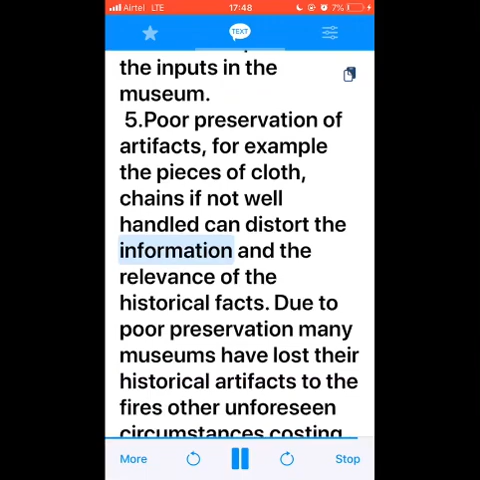 Airtel LTE 17:48 7%
TEXT
the inputs in the
museum.
5.Poor preservation of
artifacts, for example
the pieces of cloth,
chains if not well
handled can distort the
information and the
relevance of the
historical facts. Due to
poor preservation many
museums have lost their
historical artifacts to the
fires other unforeseen
circumstances costing
More Stop